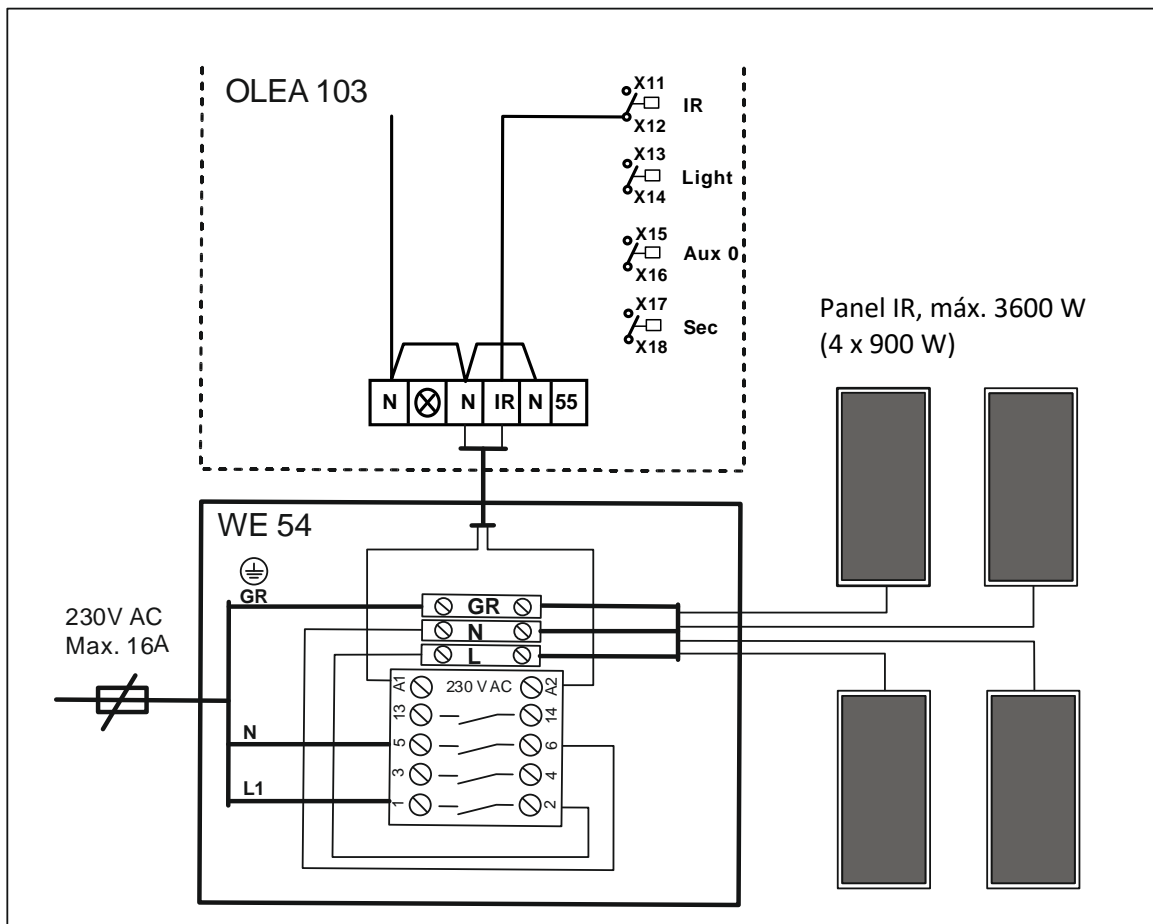 OLEA 103
X11
IR
X12
X13
Light
X14
X15
Aux 0
X16
X17
Sec
X18
Panel IR, máx. 3600 W
(4 x 900 W)
N N IR N 55
WE 54
GR
230V AC
Max. 16A
GR
N
L
A1 230 V AC A2
13 14
N
5 6
3 4
L1
1 2